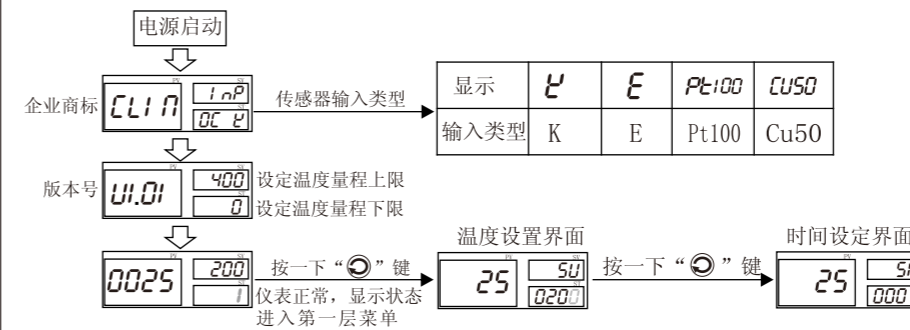 电源启动
企业商标
CLIM
InP
OC K
传感器输入类型
显示 K E Pt100 CU50
输入类型 K E Pt100 Cu50
版本号
U1.01
400
设定温度量程上限
0
设定温度量程下限
0025
200
1
按一下“ ”键
仪表正常，显示状态
进入第一层菜单
温度设置界面
25
SU
0200
按一下“ ”键
时间设定界面
25
000